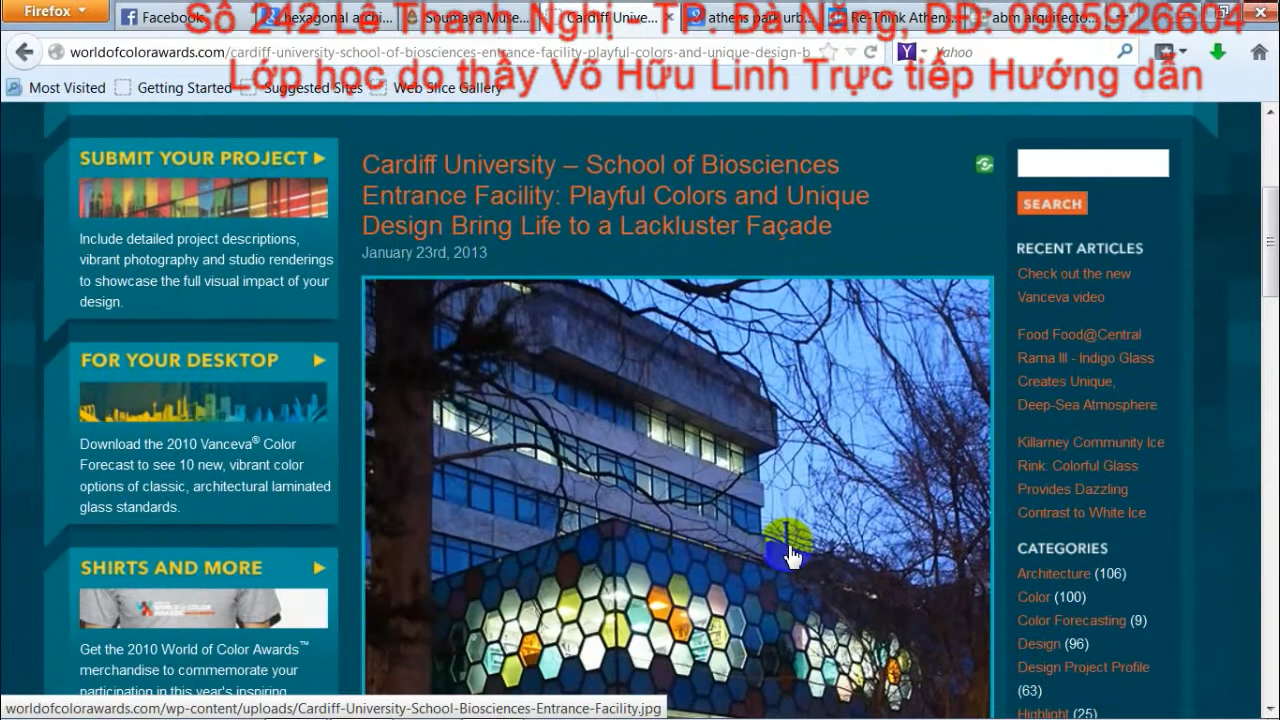 Firefox
Facebook
hexagonal archi...
Soumaya Muse...
Cardiff Unive...
athens park urb...
Re-Think Athens...
abm arquitecto...
Số 242 Lê Thanh Nghị - TP. Đà Nẵng, DĐ: 0905926601
worldofcolorawards.com/cardiff-university-school-of-biosciences-entrance-facility-playful-colors-and-unique-design-b
Yahoo
Lớp học do thầy Võ Hữu Linh Trực tiếp Hướng dẫn
Most Visited
Getting Started
Suggested Sites
Web Slice Gallery
SUBMIT YOUR PROJECT
Include detailed project descriptions,
vibrant photography and studio renderings
to showcase the full visual impact of your
design.
FOR YOUR DESKTOP
Download the 2010 Vanceva® Color
Forecast to see 10 new, vibrant color
options of classic, architectural laminated
glass standards.
SHIRTS AND MORE
Get the 2010 World of Color Awards™
merchandise to commemorate your
participation in this year's inspiring
Cardiff University – School of Biosciences
Entrance Facility: Playful Colors and Unique
Design Bring Life to a Lackluster Façade
January 23rd, 2013
SEARCH
RECENT ARTICLES
Check out the new
Vanceva video
Food Food@Central
Rama III - Indigo Glass
Creates Unique,
Deep-Sea Atmosphere
Killarney Community Ice
Rink: Colorful Glass
Provides Dazzling
Contrast to White Ice
CATEGORIES
Architecture (106)
Color (100)
Color Forecasting (9)
Design (96)
Design Project Profile
(63)
Highlight (25)
worldofcolorawards.com/wp-content/uploads/Cardiff-University-School-Biosciences-Entrance-Facility.jpg